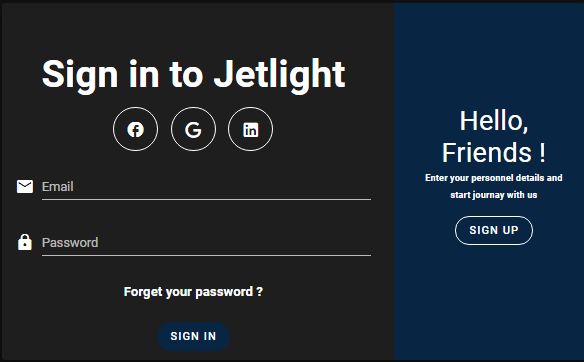 Sign in to Jetlight
Email
Password
Forget your password ?
SIGN IN
Hello,
Friends !
Enter your personnel details and
start journay with us
SIGN UP